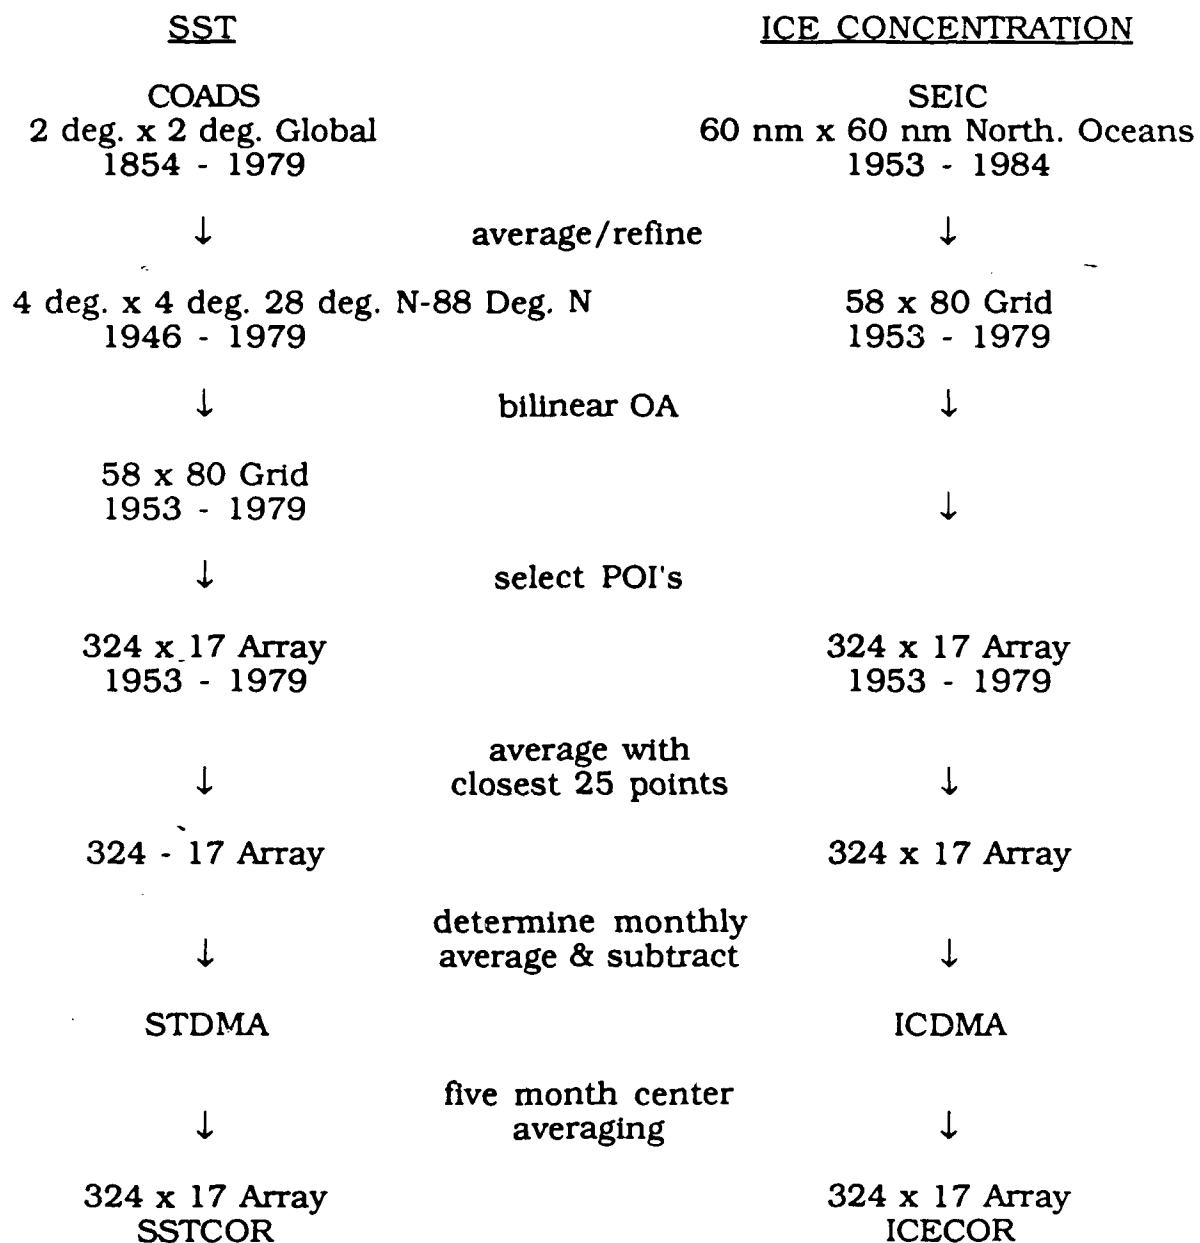 SST
ICE CONCENTRATION
COADS
SEIC
2 deg. x 2 deg. Global
60 nm x 60 nm North. Oceans
1854 - 1979
1953 - 1984
↓ average/refine ↓
4 deg. x 4 deg. 28 deg. N-88 Deg. N
58 x 80 Grid
1946 - 1979
1953 - 1979
↓ bilinear OA ↓
58 x 80 Grid
1953 - 1979
↓
↓ select POI's
324 x 17 Array
324 x 17 Array
1953 - 1979
1953 - 1979
average with
↓ closest 25 points ↓
324 - 17 Array
324 x 17 Array
determine monthly
↓ average & subtract ↓
STDMA
ICDMA
five month center
↓ averaging ↓
324 x 17 Array
324 x 17 Array
SSTCOR
ICECOR